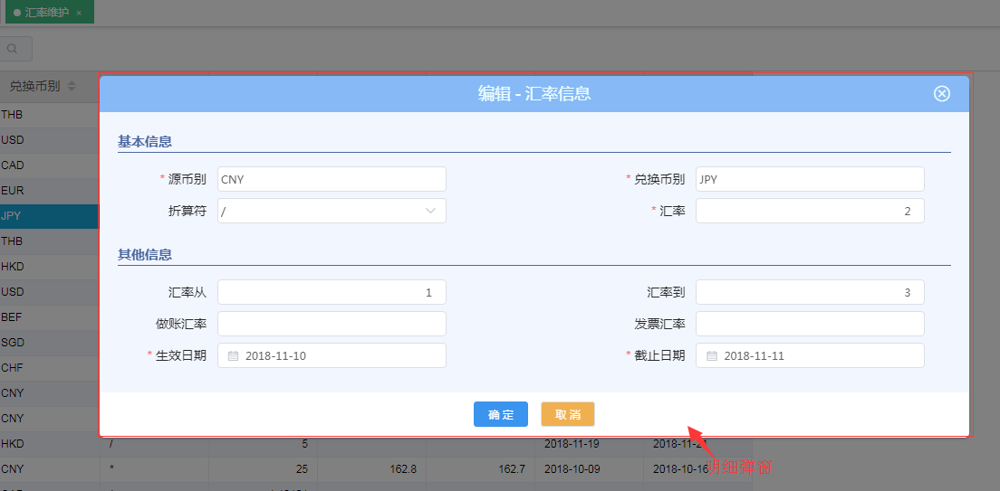 汇率维护 ×
兑换币别
THB
USD
CAD
EUR
JPY
THB
HKD
USD
BEF
SGD
CHF
CNY
CNY
编辑 - 汇率信息
基本信息
* 源币别 CNY * 兑换币别 JPY
折算符 / * 汇率 2
其他信息
汇率从 1 汇率到 3
做账汇率 发票汇率
* 生效日期 2018-11-10 * 截止日期 2018-11-11
确 定 取 消
HKD / 5 2018-11-19 2018-11-21
CNY * 25 162.8 162.7 2018-10-09 2018-10-16
明细弹窗